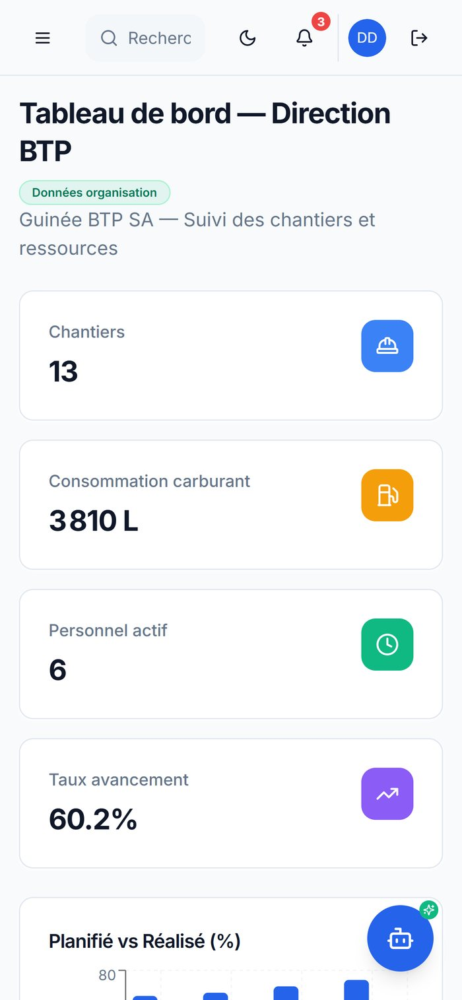 Recherc
3
DD
Tableau de bord — Direction
BTP
Données organisation
Guinée BTP SA — Suivi des chantiers et
ressources
Chantiers
13
Consommation carburant
3 810 L
Personnel actif
6
Taux avancement
60.2%
Planifié vs Réalisé (%)
80